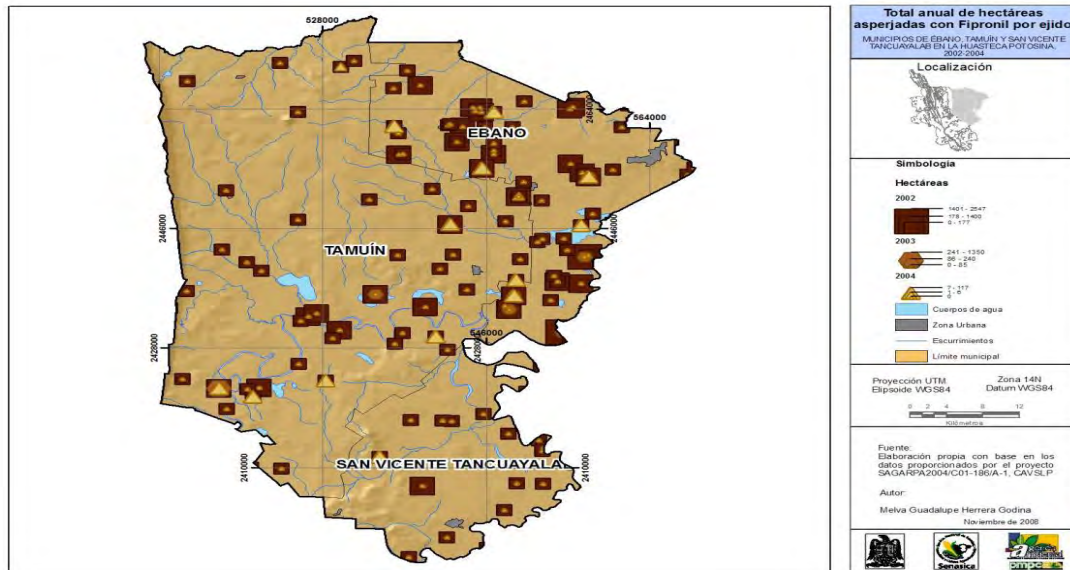 528000
2464000
564000
EBANO
2446000
2446000
TAMUÍN
2428000
546000
2428000
SAN VICENTE TANCUAYALA
2410000
2410000
Total anual de hectáreas
asperjadas con Fipronil por ejido
MUNICIPIOS DE ÉBANO, TAMUÍN Y SAN VICENTE
TANCUAYALAB EN LA HUASTECA POTOSINA,
2002-2004
Localización
Simbología
Hectáreas
2002
1401 - 2547
178 - 1400
0 - 177
2003
241 - 1350
86 - 240
0 - 85
2004
7 - 117
1 - 6
0
Cuerpos de agua
Zona Urbana
Escurrimientos
Límite municipal
Proyección UTM Zona 14N
Elipsoide WGS84 Datum WGS84
0 2 4 8 12
Kilómetros
Fuente:
Elaboración propia con base en los
datos proporcionados por el proyecto
SAGARPA2004/C01-186/A-1, CAVSLP
Autor:
Melva Guadalupe Herrera Godina
Noviembre de 2008
Senasica
pmpca